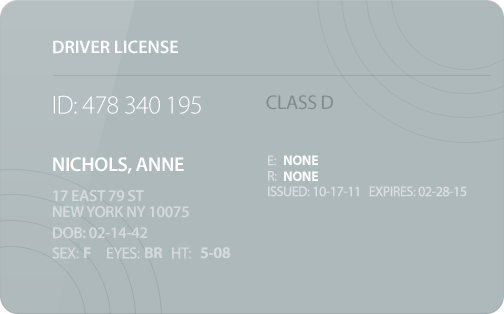 DRIVER LICENSE
ID: 478 340 195
CLASS D
NICHOLS, ANNE
17 EAST 79 ST
NEW YORK NY 10075
DOB: 02-14-42
SEX: F EYES: BR HT: 5-08
E: NONE
R: NONE
ISSUED: 10-17-11 EXPIRES: 02-28-15